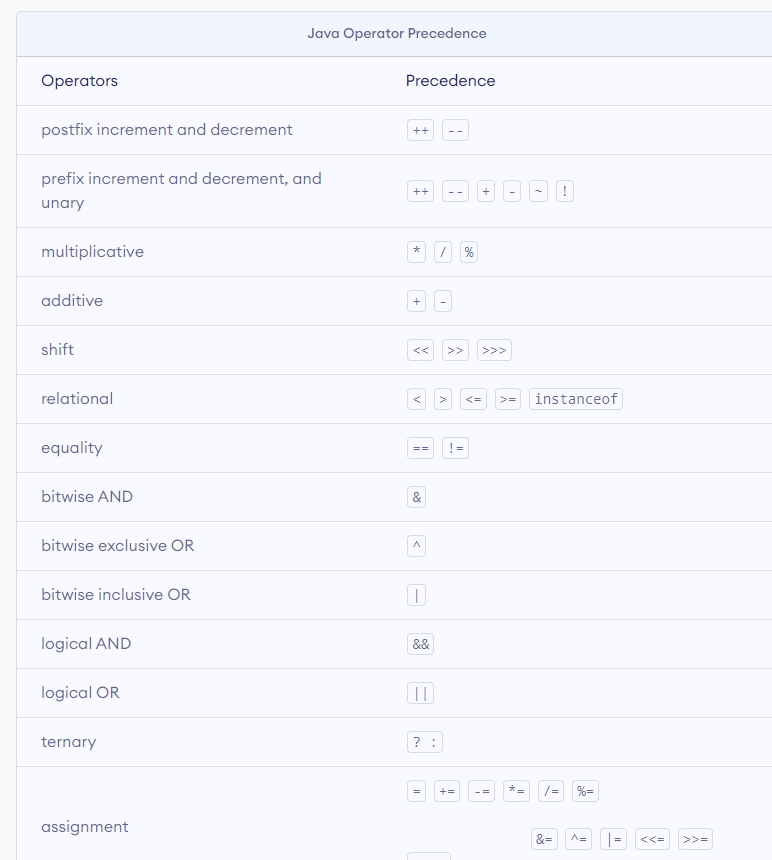 Java Operator Precedence
Operators Precedence
postfix increment and decrement ++ --
prefix increment and decrement, and
unary ++ -- + - ~ !
multiplicative * / %
additive + -
shift << >> >>>
relational < > <= >= instanceof
equality == !=
bitwise AND &
bitwise exclusive OR ^
bitwise inclusive OR |
logical AND &&
logical OR ||
ternary ? :
= += -= *= /= %=
assignment
&= ^= |= <<= >>=